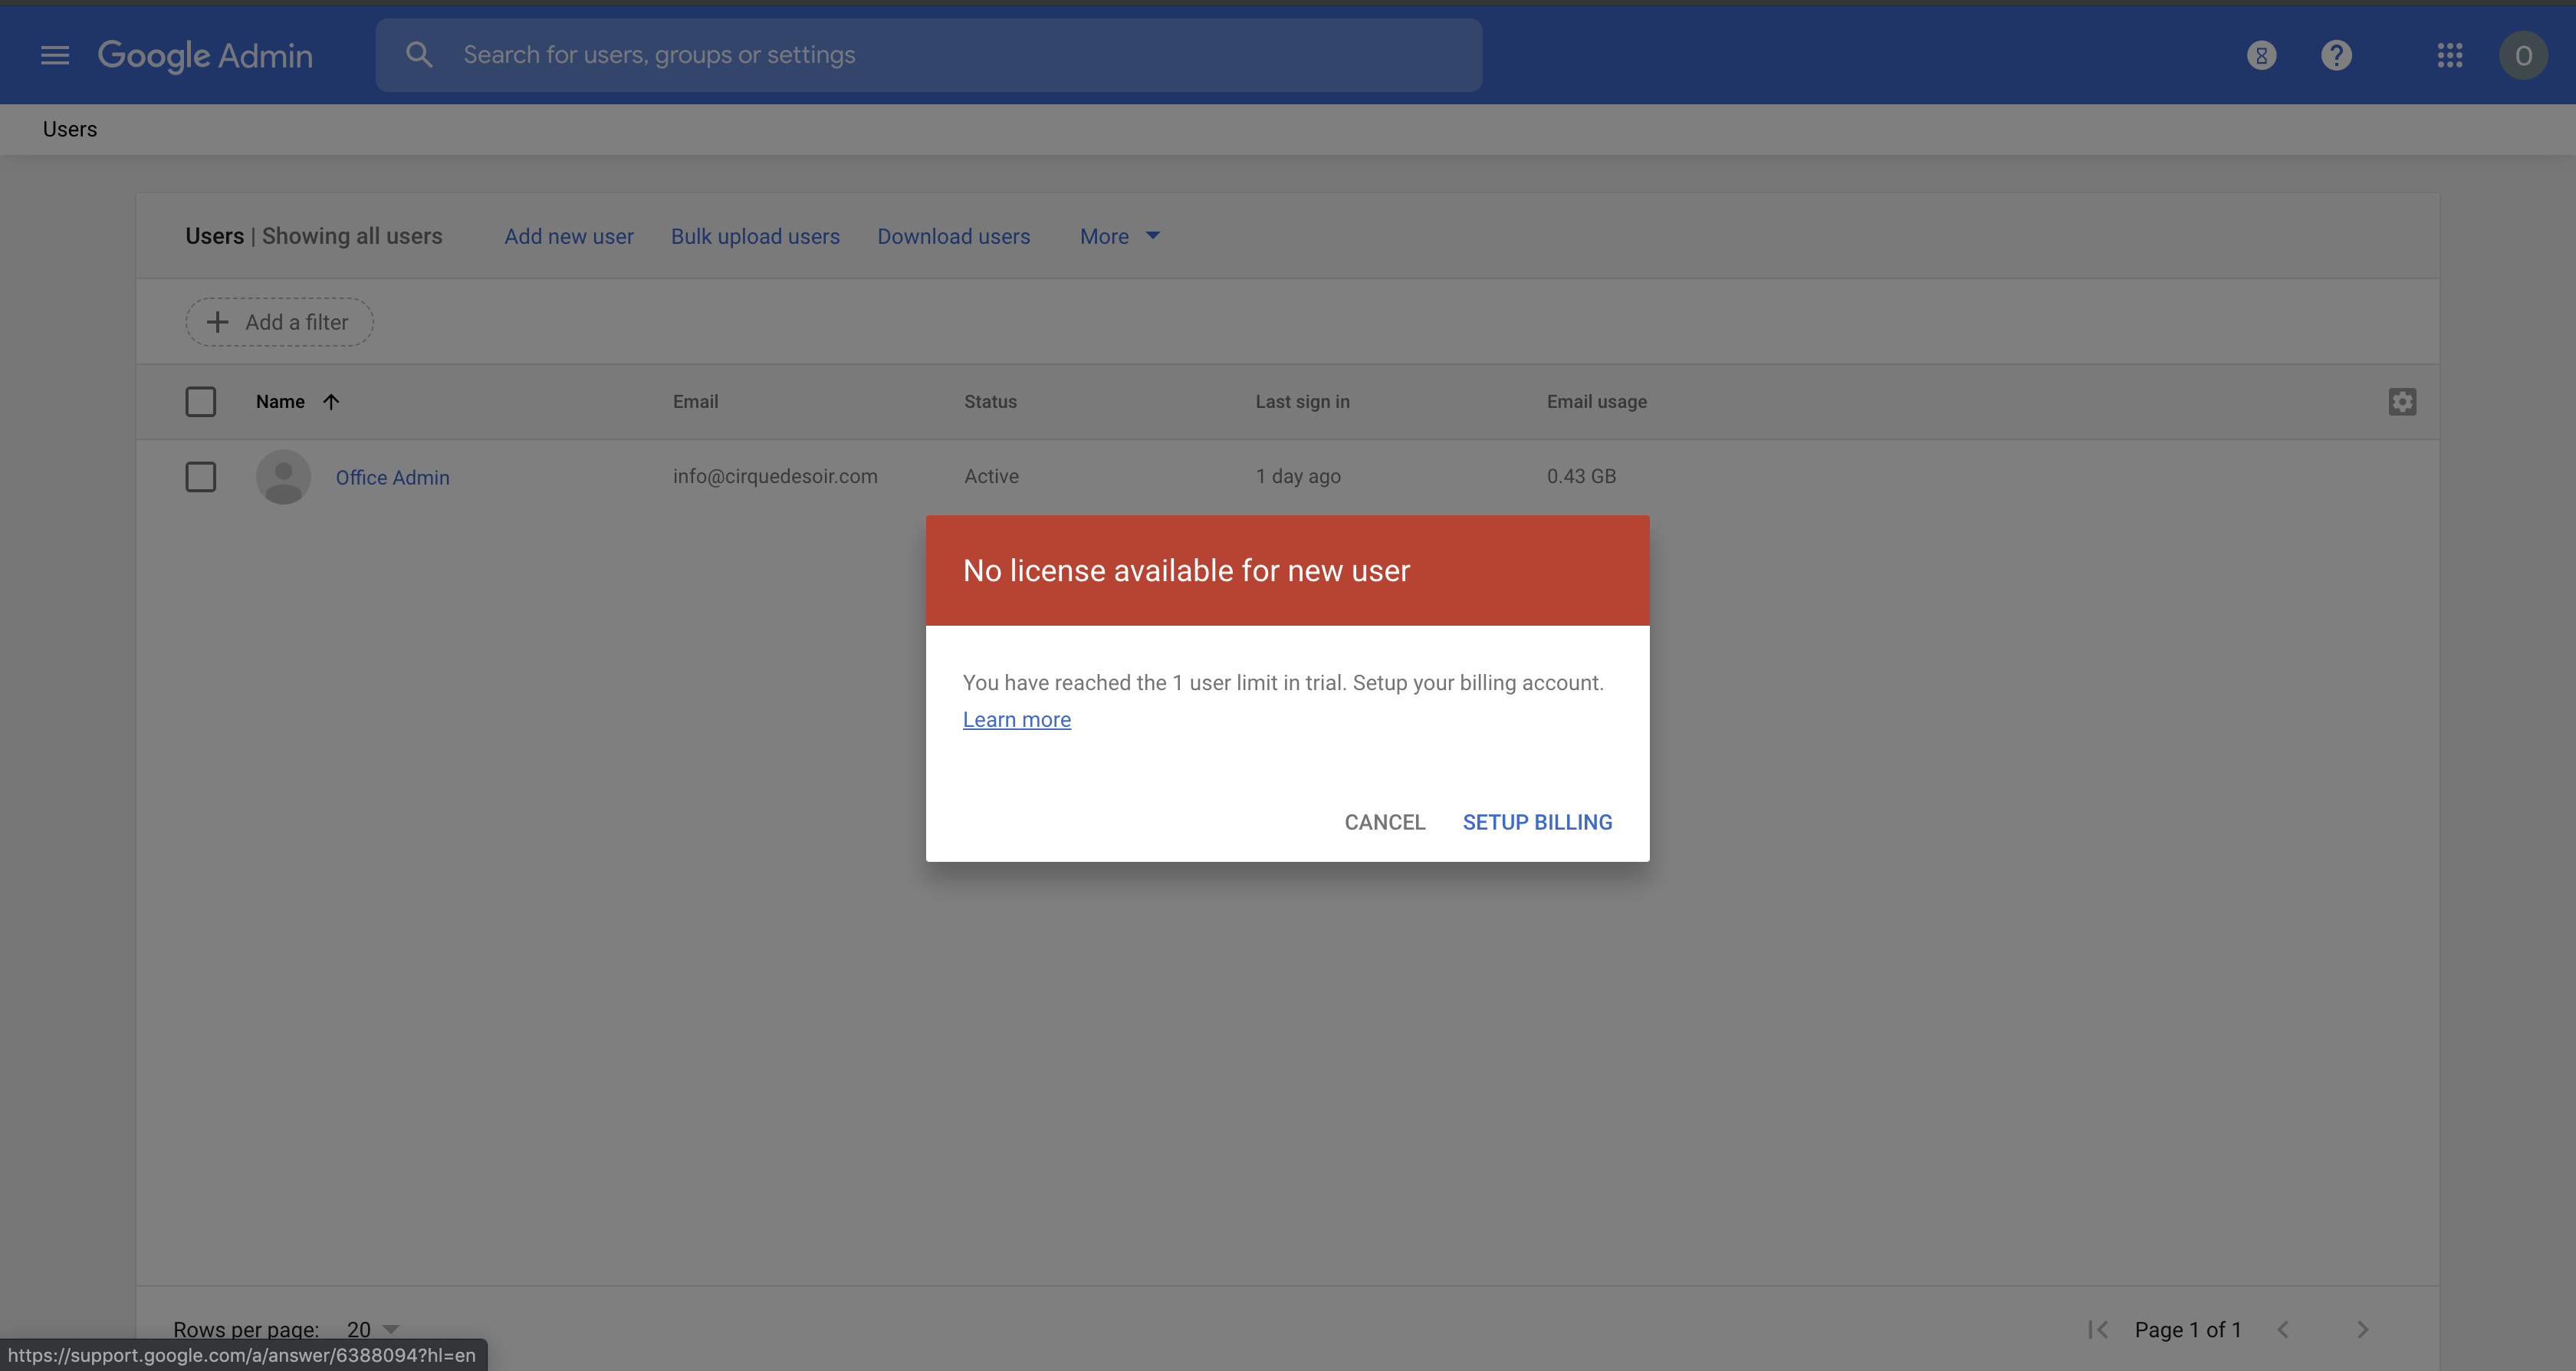 Google Admin
Search for users, groups or settings
O
Users
Users | Showing all users
Add new user
Bulk upload users
Download users
More
Add a filter
Name
Email
Status
Last sign in
Email usage
Office Admin
info@cirquedesoir.com
Active
1 day ago
0.43 GB
No license available for new user
You have reached the 1 user limit in trial. Setup your billing account.
Learn more
CANCEL
SETUP BILLING
Rows per page:
20
Page 1 of 1
https://support.google.com/a/answer/6388094?hl=en